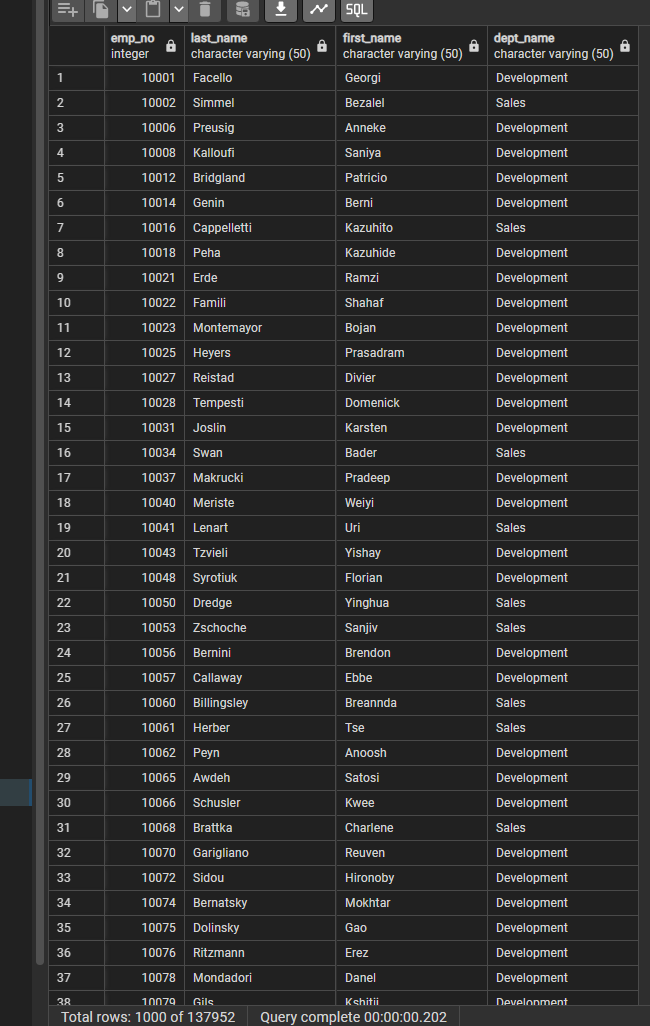 SQL
emp_no last_name first_name dept_name
integer character varying (50) character varying (50) character varying (50)
1 10001 Facello Georgi Development
2 10002 Simmel Bezalel Sales
3 10006 Preusig Anneke Development
4 10008 Kalloufi Saniya Development
5 10012 Bridgland Patricio Development
6 10014 Genin Berni Development
7 10016 Cappelletti Kazuhito Sales
8 10018 Peha Kazuhide Development
9 10021 Erde Ramzi Development
10 10022 Famili Shahaf Development
11 10023 Montemayor Bojan Development
12 10025 Heyers Prasadram Development
13 10027 Reistad Divier Development
14 10028 Tempesti Domenick Development
15 10031 Joslin Karsten Development
16 10034 Swan Bader Sales
17 10037 Makrucki Pradeep Development
18 10040 Meriste Weiyi Development
19 10041 Lenart Uri Sales
20 10043 Tzvieli Yishay Development
21 10048 Syrotiuk Florian Development
22 10050 Dredge Yinghua Sales
23 10053 Zschoche Sanjiv Sales
24 10056 Bernini Brendon Development
25 10057 Callaway Ebbe Development
26 10060 Billingsley Breannda Sales
27 10061 Herber Tse Sales
28 10062 Peyn Anoosh Development
29 10065 Awdeh Satosi Development
30 10066 Schusler Kwee Development
31 10068 Brattka Charlene Sales
32 10070 Garigliano Reuven Development
33 10072 Sidou Hironoby Development
34 10074 Bernatsky Mokhtar Development
35 10075 Dolinsky Gao Development
36 10076 Ritzmann Erez Development
37 10078 Mondadori Danel Development
38 10079 Gils Kshitij Development
Total rows: 1000 of 137952 Query complete 00:00:00.202